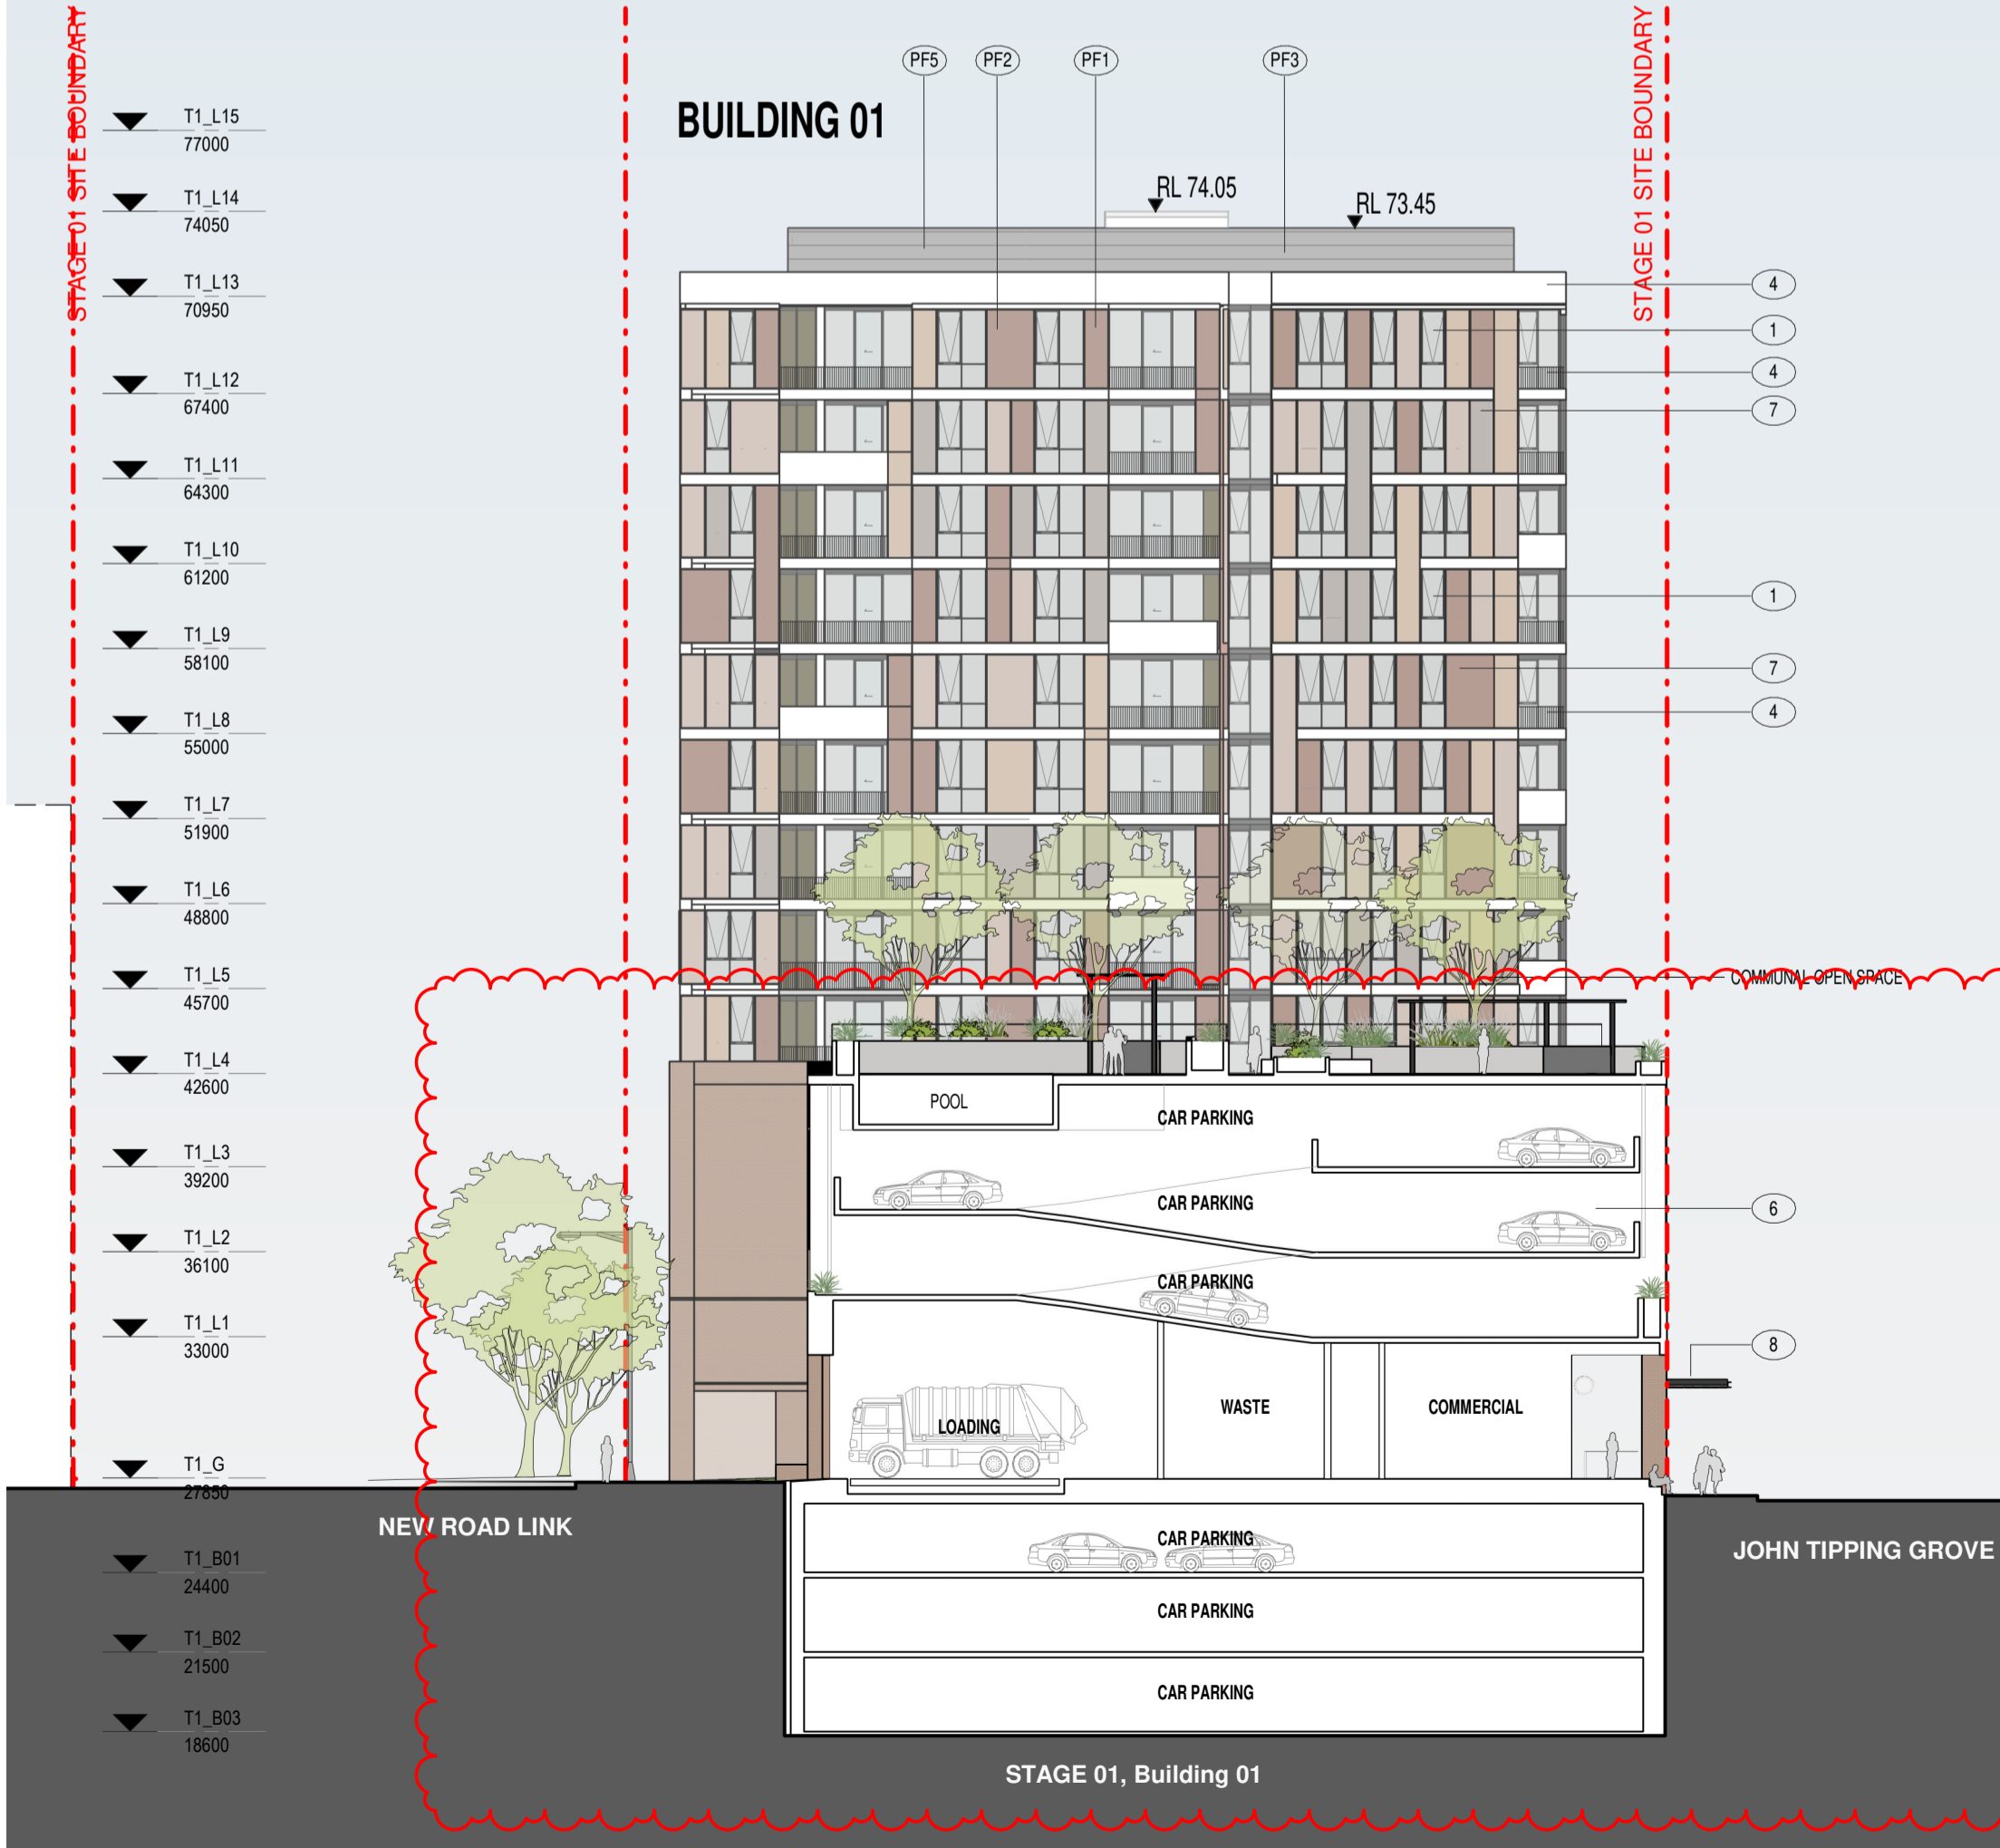 STAGE 01 SITE BOUNDARY
STAGE 01 SITE BOUNDARY
PF5
PF2
PF1
PF3
BUILDING 01
T1_L15
77000
RL 74.05
RL 73.45
T1_L14
74050
T1_L13
70950
4
1
T1_L12
67400
4
7
T1_L11
64300
T1_L10
61200
1
T1_L9
58100
7
T1_L8
55000
4
T1_L7
51900
T1_L6
48800
T1_L5
45700
COMMUNAL OPEN SPACE
T1_L4
42600
POOL
CAR PARKING
T1_L3
39200
CAR PARKING
6
T1_L2
36100
CAR PARKING
T1_L1
33000
8
LOADING
WASTE
COMMERCIAL
T1_G
27850
NEW ROAD LINK
CAR PARKING
JOHN TIPPING GROVE
T1_B01
24400
CAR PARKING
T1_B02
21500
CAR PARKING
T1_B03
18600
STAGE 01, Building 01